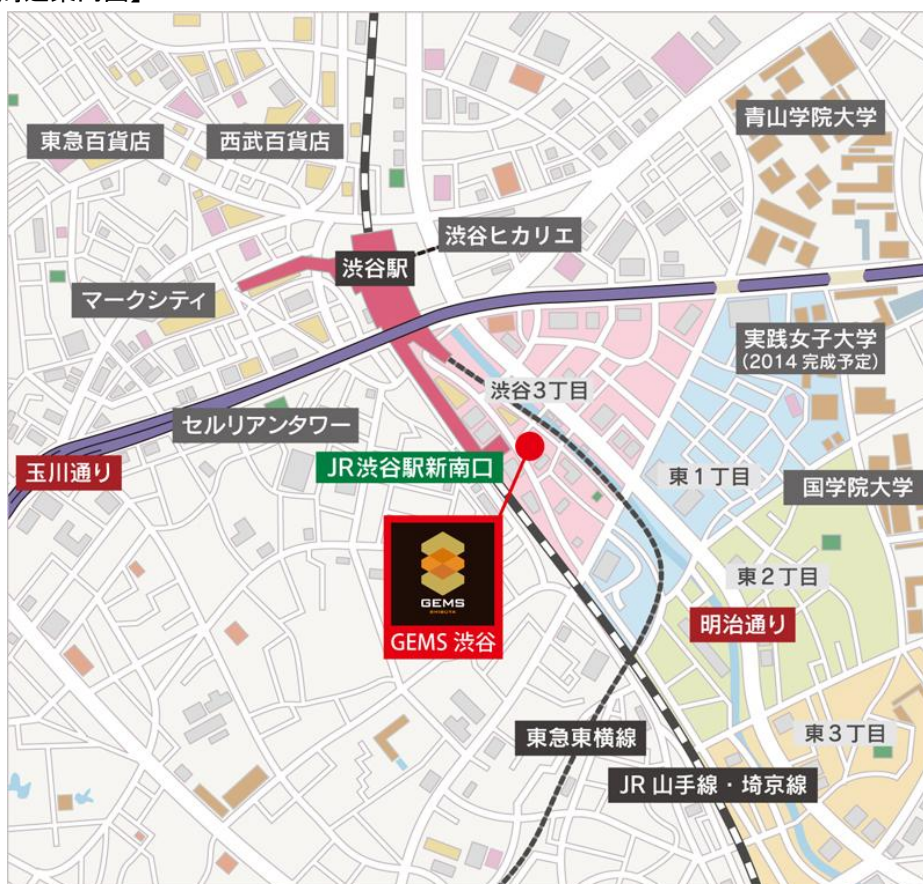 案内図】
青山学院大学
東急百貨店
西武百貨店
渋谷ヒカリエ
渋谷駅
マークシティ
実践女子大学
(2014 完成予定)
渋谷3丁目
セルリアンタワー
玉川通り
JR渋谷駅新南口
東1丁目
国学院大学
GEMS
SHIBUYA
GEMS 渋谷
東2丁目
明治通り
東急東横線
東3丁目
JR 山手線・埼京線